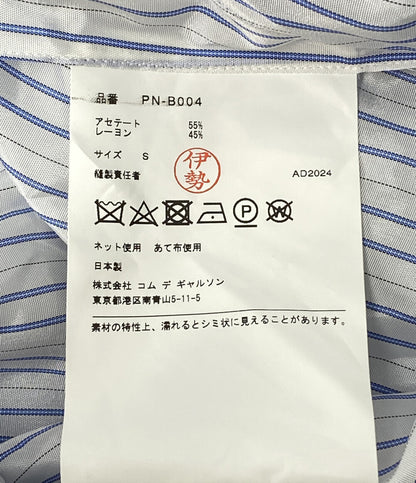 品番 PN-B004
アセテート 55%
レーヨン 45%
サイズ S
縫製責任者 伊勢 AD2024
P W
ネット使用 あて布使用
日本製
株式会社 コム デ ギャルソン
東京都港区南青山5-11-5
素材の特性上、濡れるとシミ状に見えることがあります。